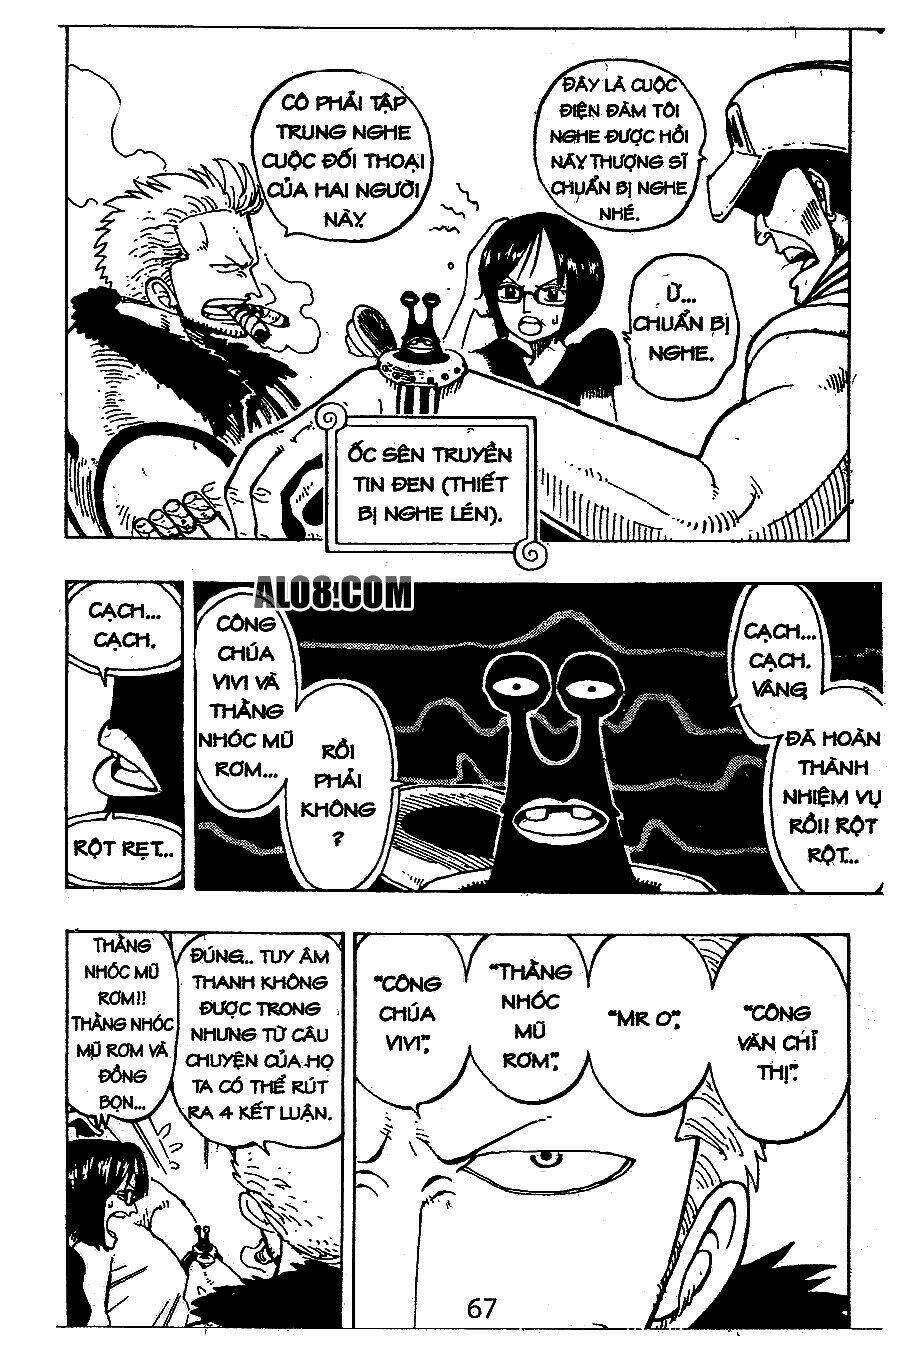 ĐÂY LÀ CUỘC
ĐIỆN ĐÀM TÔI
NGHE ĐƯỢC HỒI
NÃY THƯỢNG SĨ
CHUẨN BỊ NGHE
NHÉ.
Ữ...
CHUẨN BỊ
NGHE.
CÔ PHẢI TẬP
TRUNG NGHE
CUỘC ĐỐI THOẠI
CỦA HAI NGƯỜI
NÀY.
ỐC SÊN TRUYỀN
TIN ĐEN (THIẾT
BỊ NGHE LÉN).
AL08.COM
CẠCH...
CẠCH.
VÂNG,
ĐÃ HOÀN
THÀNH
NHIỆM VỤ
RỒI! RỘT
RỘT...
RỒI
PHẢI
KHÔNG
?
CÔNG
CHÚA
VIVI VÀ
THẰNG
NHÓC MŨ
RƠM...
CẠCH...
CẠCH.
RỘT RẸT...
"CÔNG
VĂN CHỈ
THỊ".
"MR O",
"THẰNG
NHÓC
MŨ
RƠM",
"CÔNG
CHÚA
VIVI",
ĐÚNG.. TUY ÂM
THANH KHÔNG
ĐƯỢC TRONG
NHƯNG TỪ CÂU
CHUYỆN CỦA HỌ
TA CÓ THỂ RÚT
RA 4 KẾT LUẬN.
THẰNG
NHÓC MŨ
RƠM!!
THẰNG NHÓC
MŨ RƠM VÀ
ĐỒNG
BỌN...
67